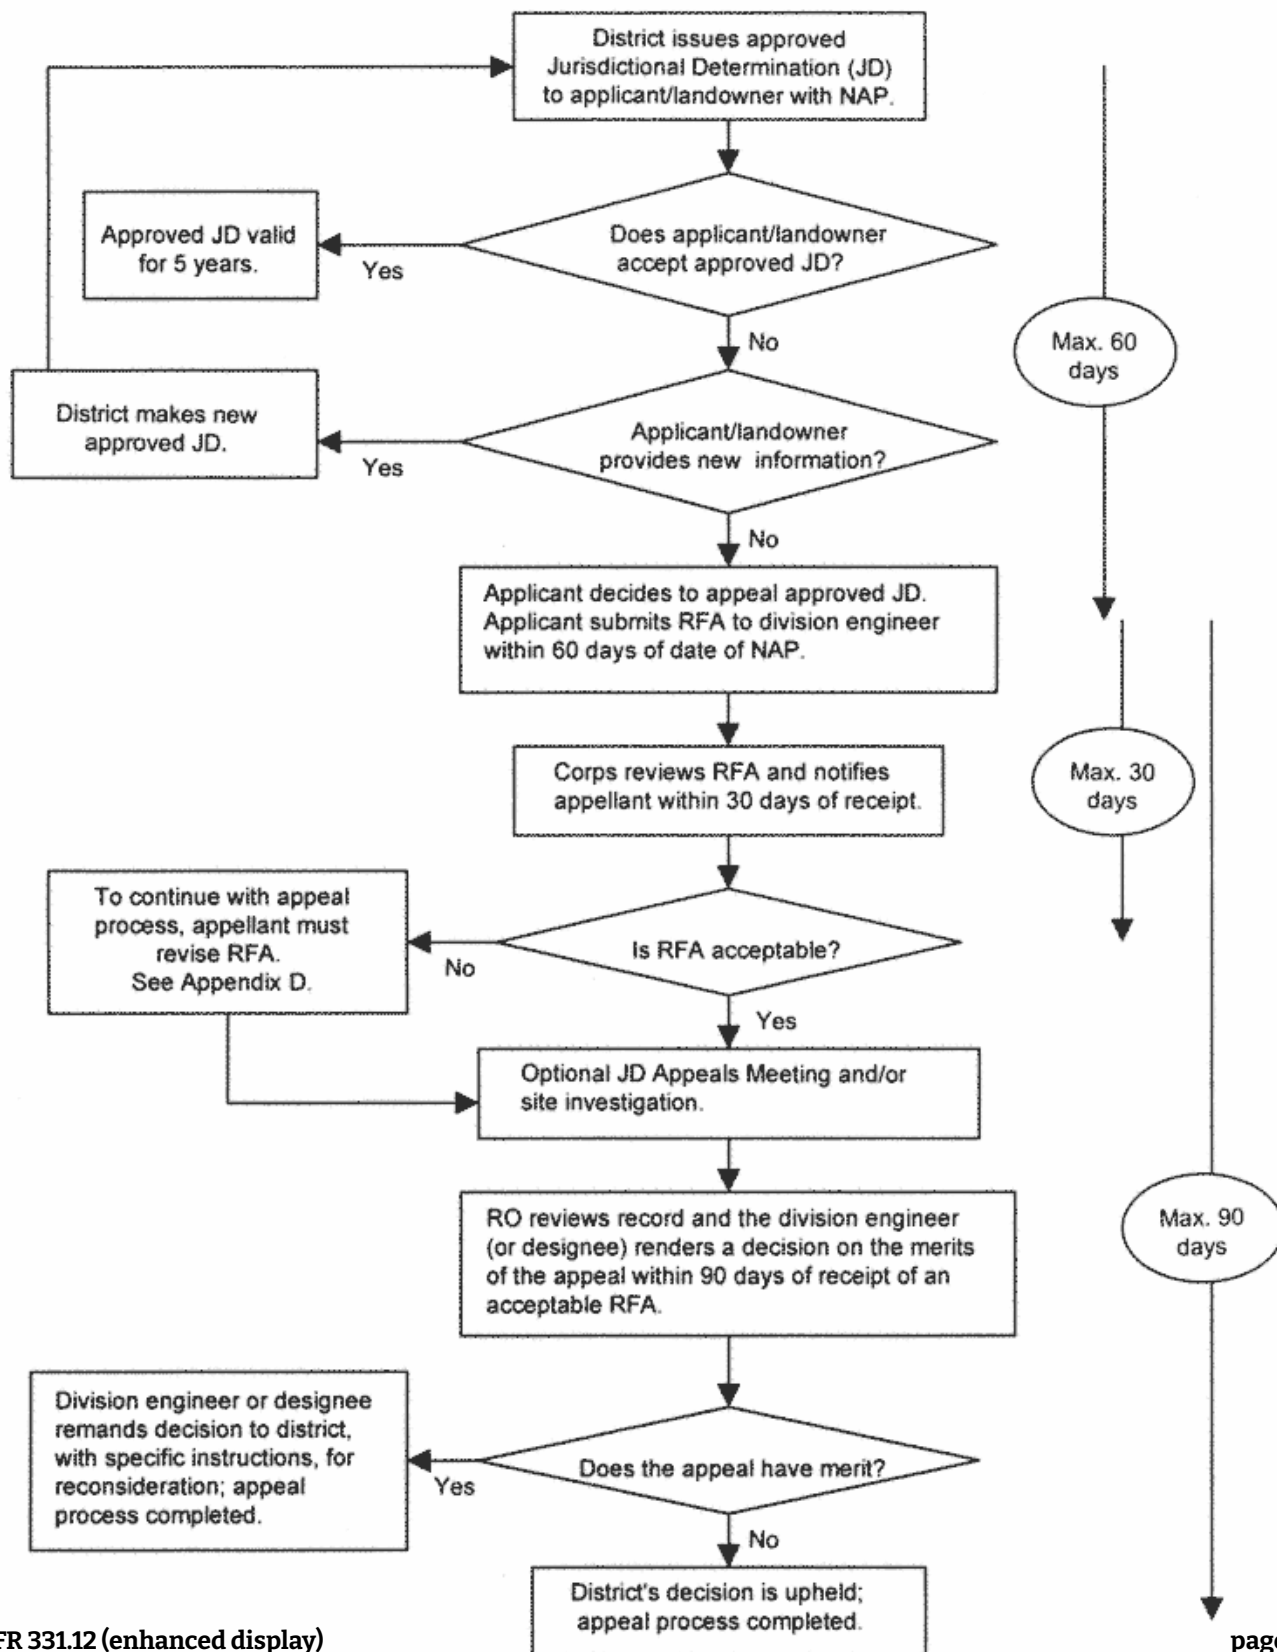 District issues approved
Jurisdictional Determination (JD)
to applicant/landowner with NAP.
Approved JD valid
for 5 years.
Yes
Does applicant/landowner
accept approved JD?
No
Max. 60
days
District makes new
approved JD.
Yes
Applicant/landowner
provides new information?
No
Applicant decides to appeal approved JD.
Applicant submits RFA to division engineer
within 60 days of date of NAP.
Corps reviews RFA and notifies
appellant within 30 days of receipt.
Max. 30
days
To continue with appeal
process, appellant must
revise RFA.
See Appendix D.
No
Is RFA acceptable?
Yes
Optional JD Appeals Meeting and/or
site investigation.
RO reviews record and the division engineer
(or designee) renders a decision on the merits
of the appeal within 90 days of receipt of an
acceptable RFA.
Max. 90
days
Division engineer or designee
remands decision to district,
with specific instructions, for
reconsideration; appeal
process completed.
Yes
Does the appeal have merit?
No
District's decision is upheld;
appeal process completed.
FR 331.12 (enhanced display)
page